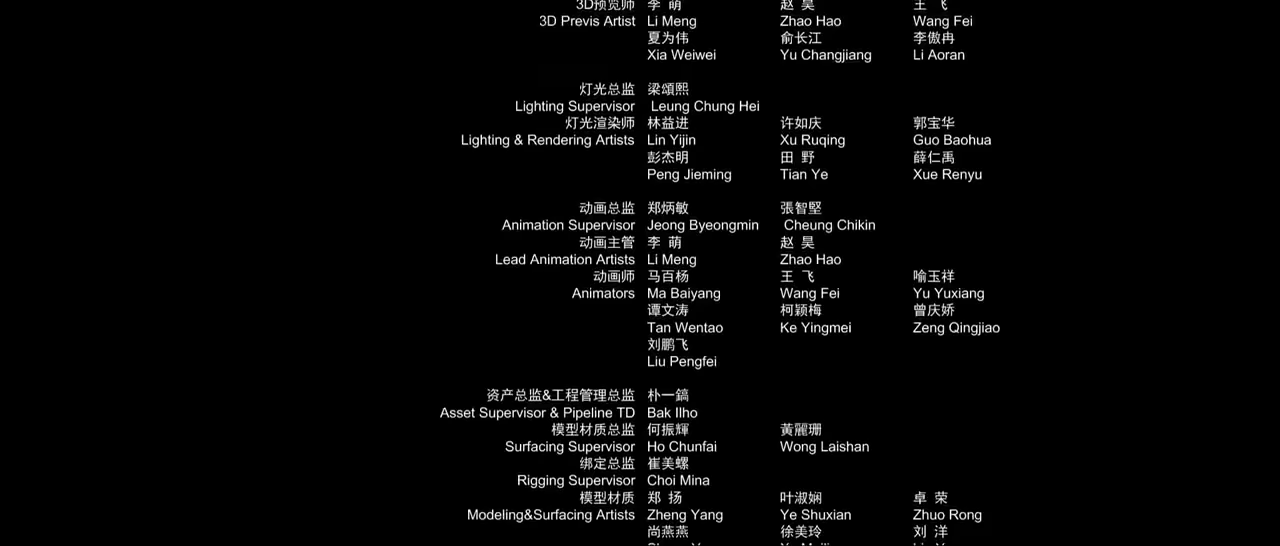 3D预览师 李 萌 赵 昊 王 飞
3D Previs Artist Li Meng Zhao Hao Wang Fei
夏为伟 俞长江 李傲冉
Xia Weiwei Yu Changjiang Li Aoran
灯光总监 梁頌熙
Lighting Supervisor Leung Chung Hei
灯光渲染师 林益进 许如庆 郭宝华
Lighting & Rendering Artists Lin Yijin Xu Ruqing Guo Baohua
彭杰明 田 野 薛仁禹
Peng Jieming Tian Ye Xue Renyu
动画总监 郑炳敏 張智堅
Animation Supervisor Jeong Byeongmin Cheung Chikin
动画主管 李 萌 赵 昊
Lead Animation Artists Li Meng Zhao Hao
动画师 马百杨 王 飞 喻玉祥
Animators Ma Baiyang Wang Fei Yu Yuxiang
谭文涛 柯颖梅 曾庆娇
Tan Wentao Ke Yingmei Zeng Qingjiao
刘鹏飞
Liu Pengfei
资产总监&工程管理总监 朴一鎬
Asset Supervisor & Pipeline TD Bak Ilho
模型材质总监 何振輝 黃麗珊
Surfacing Supervisor Ho Chunfai Wong Laishan
绑定总监 崔美螺
Rigging Supervisor Choi Mina
模型材质 郑 扬 叶淑娴 卓 荣
Modeling&Surfacing Artists Zheng Yang Ye Shuxian Zhuo Rong
尚燕燕 徐美玲 刘 洋